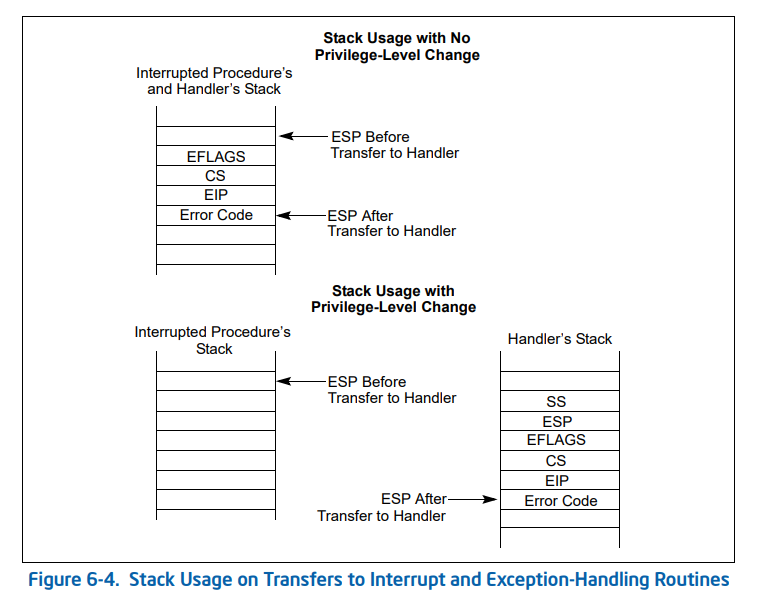 Stack Usage with No
Privilege-Level Change
Interrupted Procedure's
and Handler's Stack
ESP Before
Transfer to Handler
EFLAGS
CS
EIP
Error Code
ESP After
Transfer to Handler
Stack Usage with
Privilege-Level Change
Interrupted Procedure's
Stack
Handler's Stack
ESP Before
Transfer to Handler
SS
ESP
EFLAGS
CS
EIP
Error Code
ESP After
Transfer to Handler
Figure 6-4. Stack Usage on Transfers to Interrupt and Exception-Handling Routines